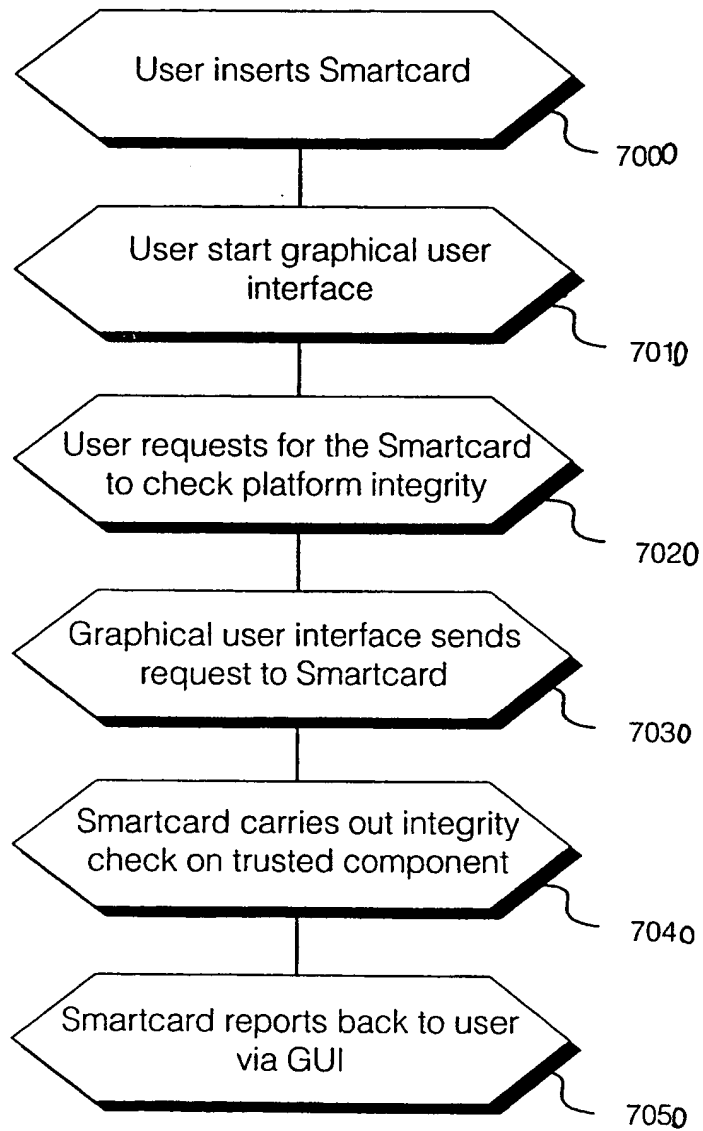 User inserts Smartcard
7000
User start graphical user
interface
7010
User requests for the Smartcard
to check platform integrity
7020
Graphical user interface sends
request to Smartcard
7030
Smartcard carries out integrity
check on trusted component
7040
Smartcard reports back to user
via GUI
7050